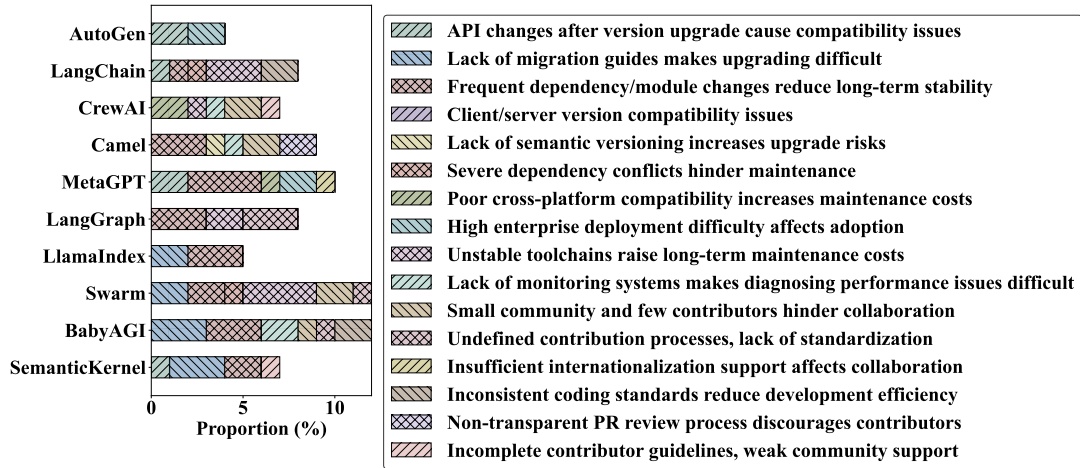 AutoGen
LangChain
CrewAI
Camel
MetaGPT
LangGraph
LlamaIndex
Swarm
BabyAGI
SemanticKernel
0 5 10
Proportion (%)
API changes after version upgrade cause compatibility issues
Lack of migration guides makes upgrading difficult
Frequent dependency/module changes reduce long-term stability
Client/server version compatibility issues
Lack of semantic versioning increases upgrade risks
Severe dependency conflicts hinder maintenance
Poor cross-platform compatibility increases maintenance costs
High enterprise deployment difficulty affects adoption
Unstable toolchains raise long-term maintenance costs
Lack of monitoring systems makes diagnosing performance issues difficult
Small community and few contributors hinder collaboration
Undefined contribution processes, lack of standardization
Insufficient internationalization support affects collaboration
Inconsistent coding standards reduce development efficiency
Non-transparent PR review process discourages contributors
Incomplete contributor guidelines, weak community support